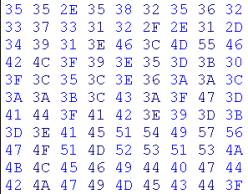 35 35 2E 35 38 32 35 36 32
33 37 33 31 32 2F 2E 31 2D
34 39 31 3E 46 3C 4D 55 46
42 4C 3F 39 3E 35 3D 3B 30
3F 3C 35 3C 3E 36 3A 3A 3C
3A 3A 3B 3C 43 3A 3F 47 3D
41 44 3F 41 42 3E 39 3D 3B
3D 3E 41 45 51 54 49 57 56
47 4F 51 4D 52 53 51 53 4A
4B 4C 45 46 49 44 40 47 44
42 4A 47 49 4D 45 43 44 44